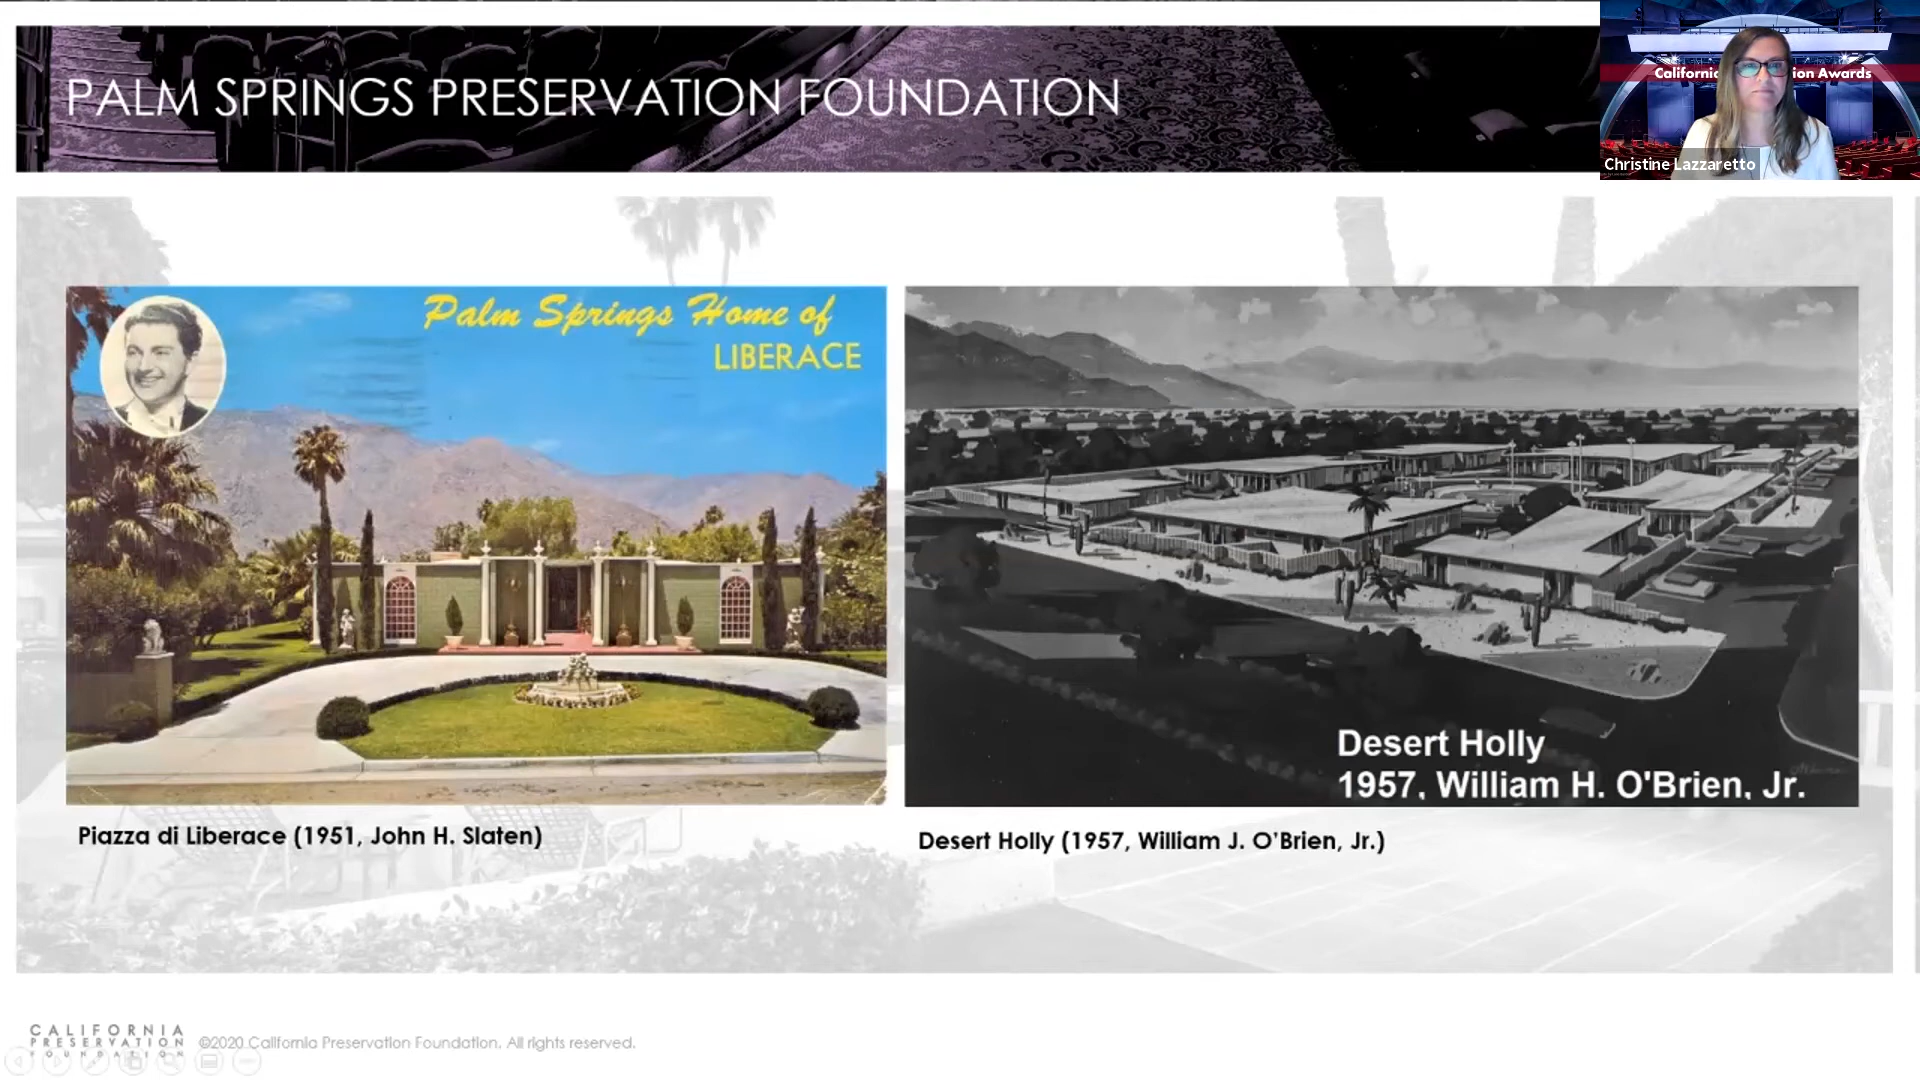 PALM SPRINGS PRESERVATION FOUNDATION
California
ion Awards
Christine Lazzaretto
Palm Springs Home of
LIBERACE
Desert Holly
1957, William H. O'Brien, Jr.
Piazza di Liberace (1951, John H. Slaten)
Desert Holly (1957, William J. O'Brien, Jr.)
CALIFORNIA
PRESERVATION
FOUNDATION
©2020 California Preservation Foundation. All rights reserved.